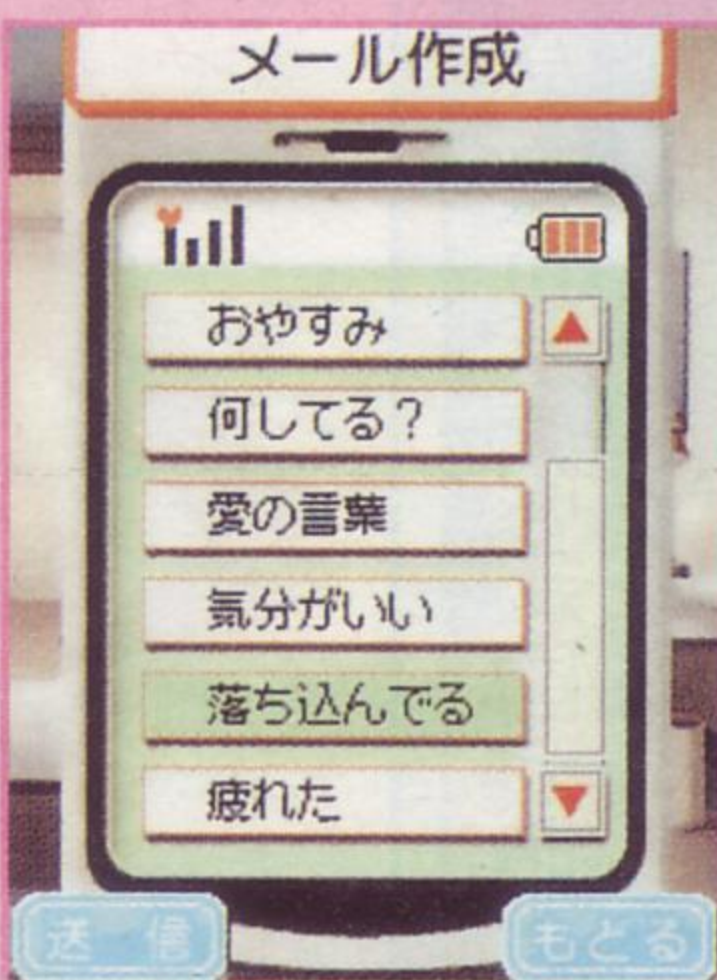 メール作成
おやすみ
何してる？
愛の言葉
気分がいい
落ち込んでる
疲れた
送信
もどる